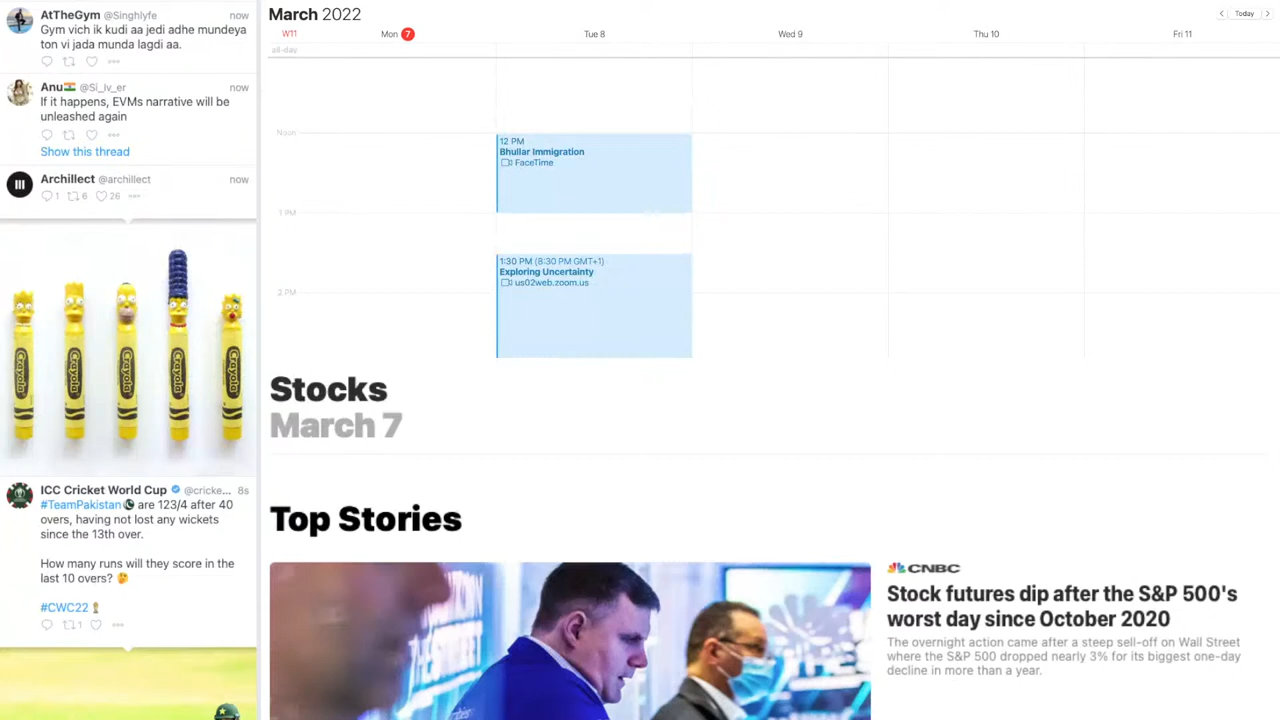 AtTheGym @Singhlyfe now
Gym vich ik kudi aa jedi adhe mundeya
ton vi jada munda lagdi aa.
Anu🇮🇳 @Si_lv_er now
If it happens, EVMs narrative will be
unleashed again
Show this thread
Archillect @archillect now
1 6 26
Crayola
Crayola
Crayola
Crayola
Crayola
ICC Cricket World Cup @cricke... 8s
#TeamPakistan are 123/4 after 40
overs, having not lost any wickets
since the 13th over.
How many runs will they score in the
last 10 overs? 🤔
#CWC22
1
March 2022
Today
W11 Mon 7 Tue 8 Wed 9 Thu 10 Fri 11
all-day
Noon
12 PM
Bhullar Immigration
FaceTime
1 PM
1:30 PM (8:30 PM GMT+1)
Exploring Uncertainty
us02web.zoom.us
2 PM
Stocks
March 7
Top Stories
CNBC
Stock futures dip after the S&P 500's
worst day since October 2020
The overnight action came after a steep sell-off on Wall Street
where the S&P 500 dropped nearly 3% for its biggest one-day
decline in more than a year.